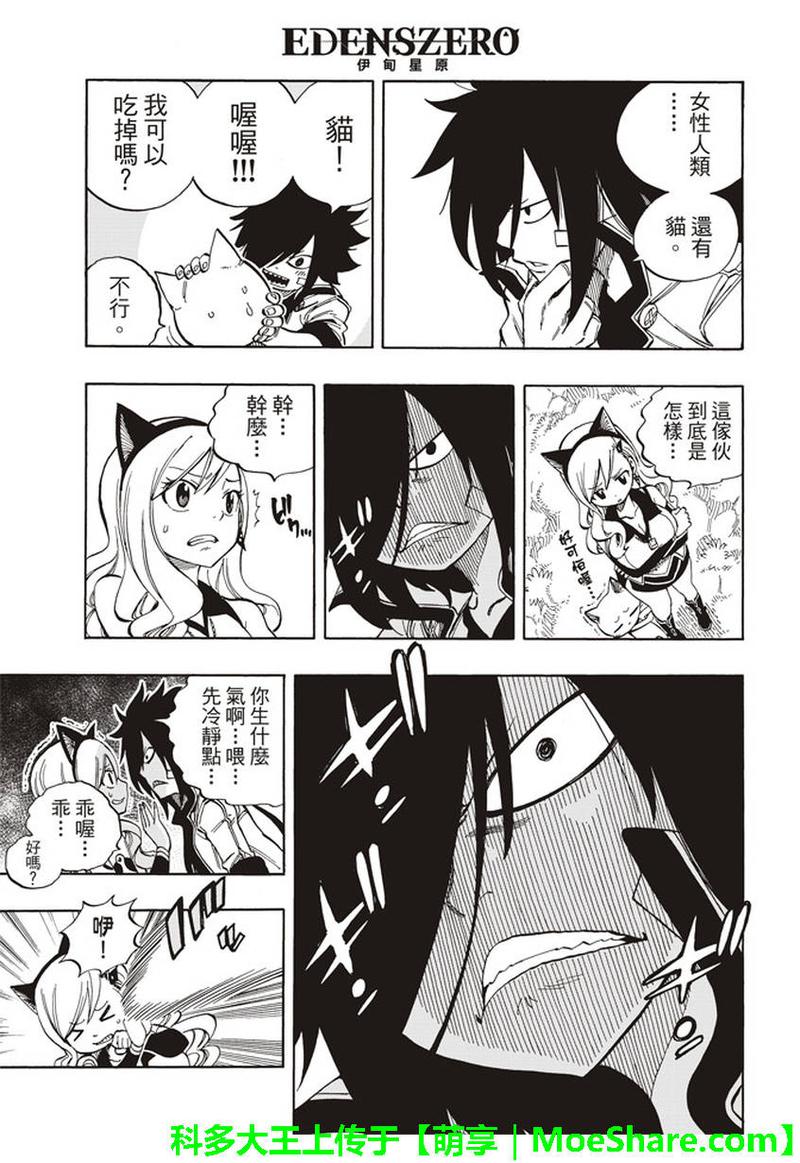 EDENSZERO
伊甸星原
女性人類
……
還有
貓。
貓！
喔喔!!!
我可以
吃掉嗎？
不行。
這傢伙
到底是
怎樣…
好可怕喔…
幹…
幹麼…
ビクッ…
你生什麼
氣啊…喂…
先冷靜點…
乖喔…
乖…
好嗎？
咿！
科多大王上传于【萌享｜MoeShare.com】